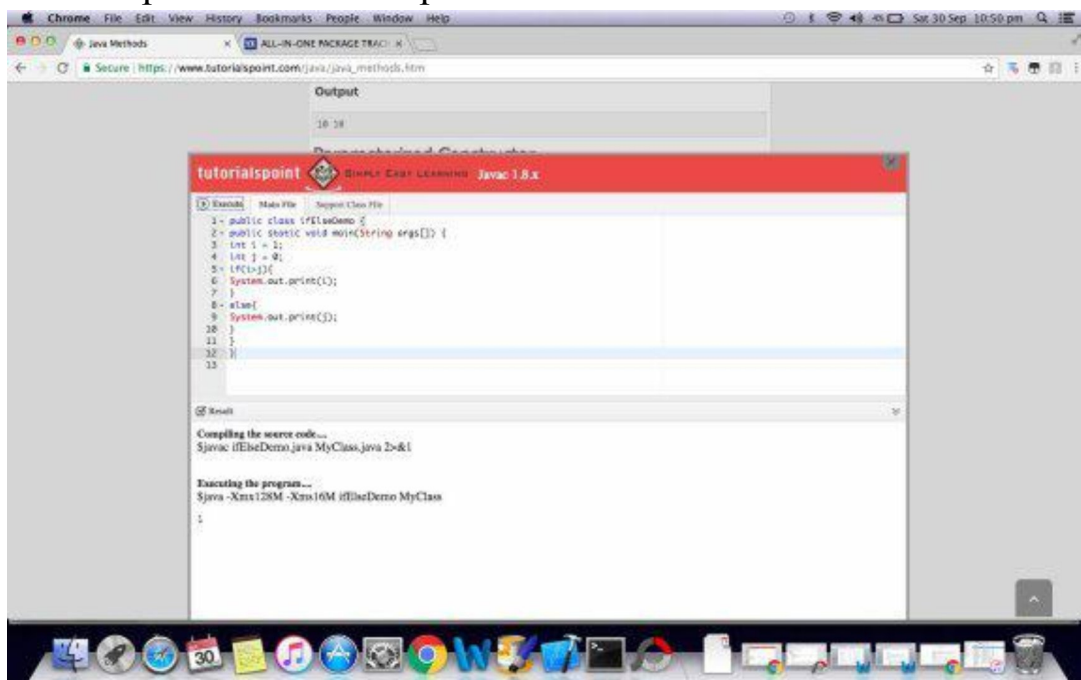 Chrome File Edit View History Bookmarks People Window Help Sat 30 Sep 10:50 pm
Java Methods ALL-IN-ONE PACKAGE TRAC
Secure https://www.tutorialspoint.com/java/java_methods.htm
Output
10 10
tutorialspoint SIMPLY EASY LEARNING Javac 1.8.x
Execute Main File Support Class File
1 public class ifElseDemo {
2 public static void main(String args[]) {
3 int i = 1;
4 int j = 0;
5 if(i>j){
6 System.out.print(i);
7 }
8 else{
9 System.out.print(j);
10 }
11 }
12 }
13
Result
Compiling the source code....
$javac ifElseDemo.java MyClass.java 2>&1
Executing the program....
$java -Xmx128M -Xms16M ifElseDemo MyClass
1
30